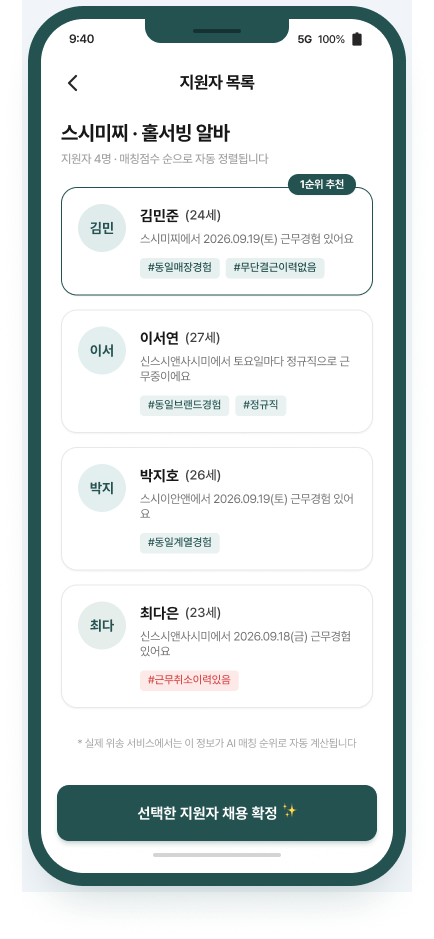 9:40
5G 100%
지원자 목록
스시미찌 · 홀서빙 알바
지원자 4명 · 매칭점수 순으로 자동 정렬됩니다
1순위 추천
김민
김민준 (24세)
스시미찌에서 2026.09.19(토) 근무경험 있어요
#동일매장경험 #무단결근이력없음
이서
이서연 (27세)
신스시앤사시미에서 토요일마다 정규직으로 근
무중이에요
#동일브랜드경험 #정규직
박지
박지호 (26세)
스시이안앤에서 2026.09.19(토) 근무경험 있어
요
#동일계열경험
최다
최다은 (23세)
신스시앤사시미에서 2026.09.18(금) 근무경험
있어요
#근무취소이력있음
* 실제 위송 서비스에서는 이 정보가 AI 매칭 순위로 자동 계산됩니다
선택한 지원자 채용 확정 ✨